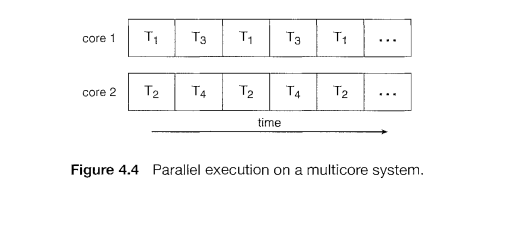 core 1 T1 T3 T1 T3 T1 ...
core 2 T2 T4 T2 T4 T2 ...
time
Figure 4.4 Parallel execution on a multicore system.